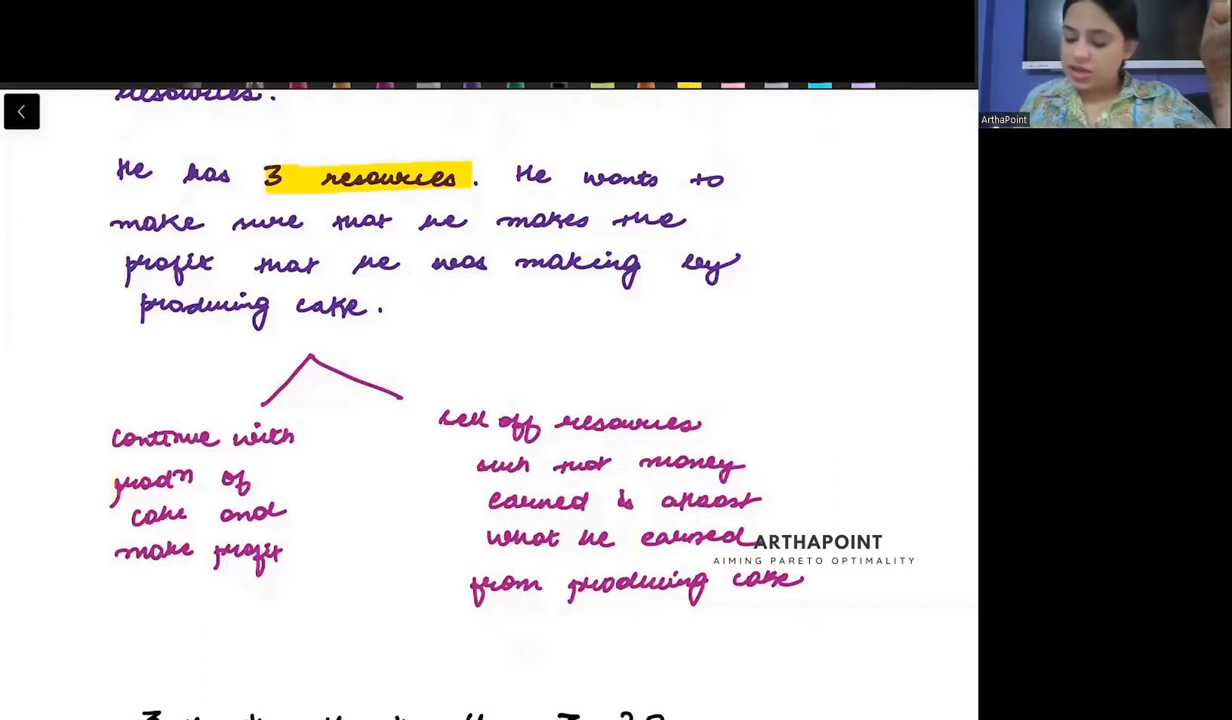 resources.
ArthaPoint
He has 3 resources. He wants to
make sure that he makes the
profit that he was making by
producing cake.
continue with
prodn of
cake and
make profit
sell off resources
such that money
earned is atleast
what he earned
from producing cake
ARTHAPOINT
AIMING PARETO OPTIMALITY